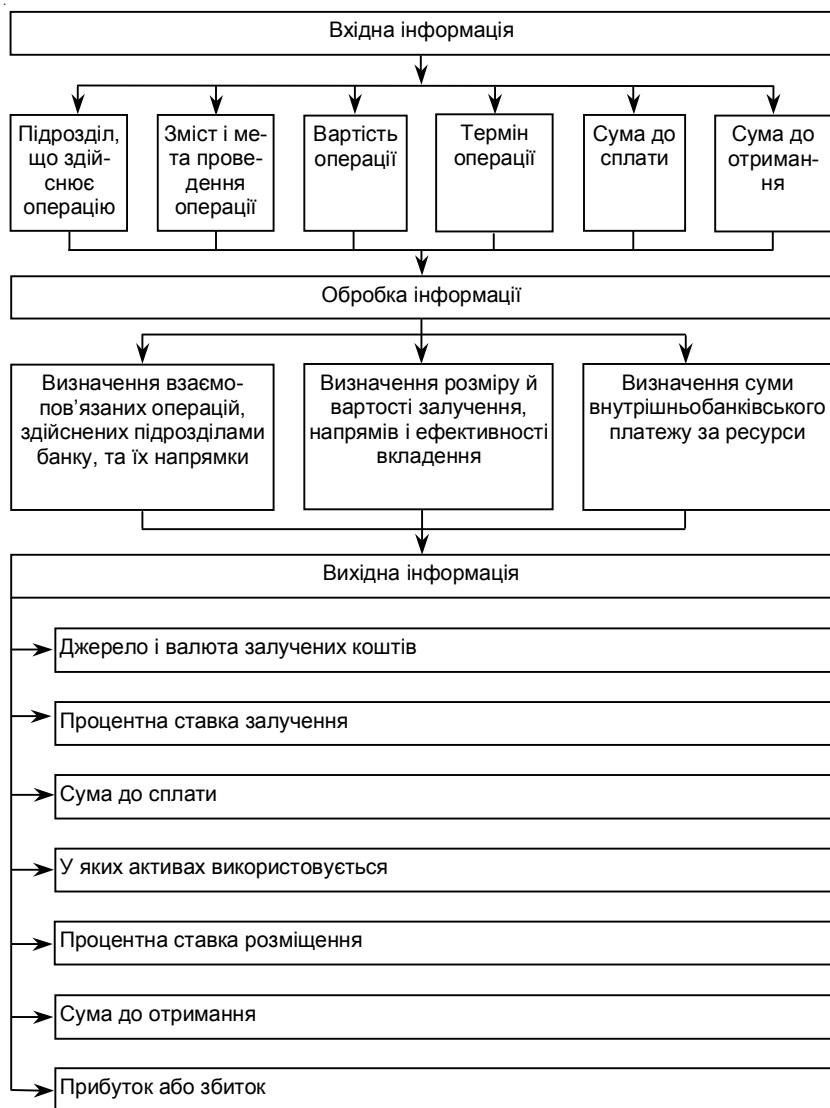 Вхідна інформація
Підрозділ,
що здій-
снює
операцію
Зміст і ме-
та прове-
дення
операції
Вартість
операції
Термін
операції
Сума до
сплати
Сума до
отриман-
ня
Обробка інформації
Визначення взаємо-
пов’язаних операцій,
здійснених підрозділами
банку, та їх напрямки
Визначення розміру й
вартості залучення,
напрямів і ефективності
вкладення
Визначення суми
внутрішньобанківського
платежу за ресурси
Вихідна інформація
Джерело і валюта залучених коштів
Процентна ставка залучення
Сума до сплати
У яких активах використовується
Процентна ставка розміщення
Сума до отримання
Прибуток або збиток